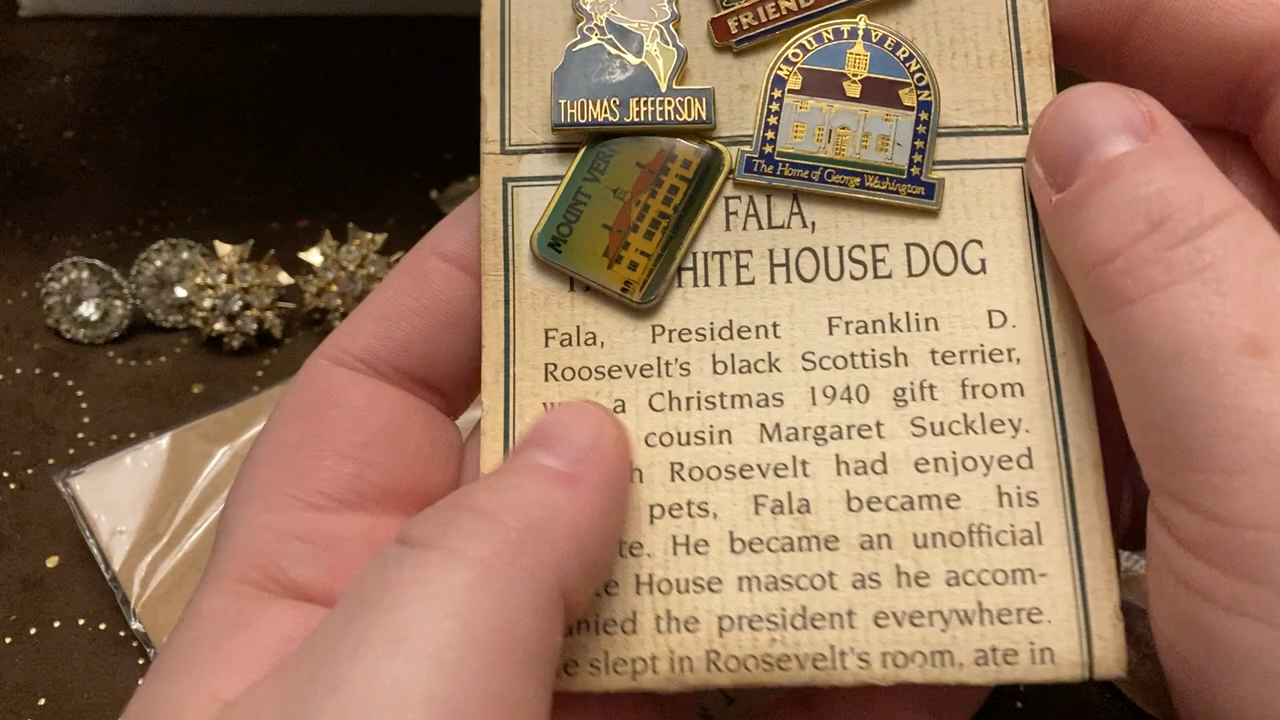 FRIEND
MOUNT VERNON
THOMAS JEFFERSON
The Home of George Washington
MOUNT VERN
FALA,
HITE HOUSE DOG
Fala, President Franklin D.
Roosevelt's black Scottish terrier,
a Christmas 1940 gift from
cousin Margaret Suckley.
h Roosevelt had enjoyed
pets, Fala became his
te. He became an unofficial
e House mascot as he accom-
anied the president everywhere.
e slept in Roosevelt's room, ate in